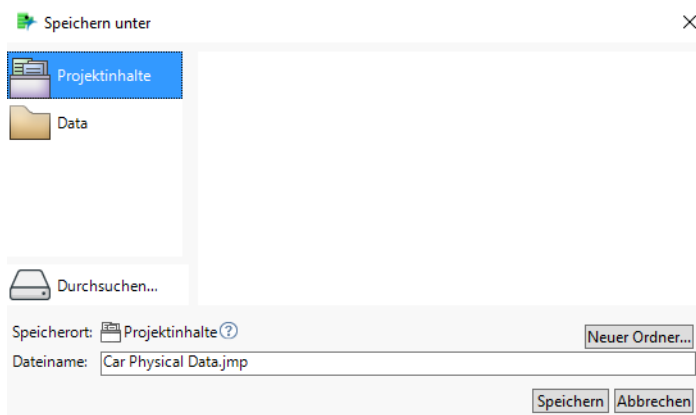 Speichern unter
Projektinhalte
Data
Durchsuchen...
Speicherort: Projektinhalte ?
Neuer Ordner...
Dateiname: Car Physical Data.jmp
Speichern Abbrechen